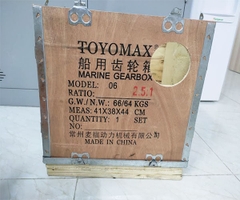 TOYOMAX
船用齿轮箱
MARINE GEARBOX
MODEL: 06
RATIO: 2.5:1
G.W./N.W.: 66/64 KGS
MEAS: 41X38X44 CM
QUANTITY: 1 SET
NO:
MADE IN CHINA